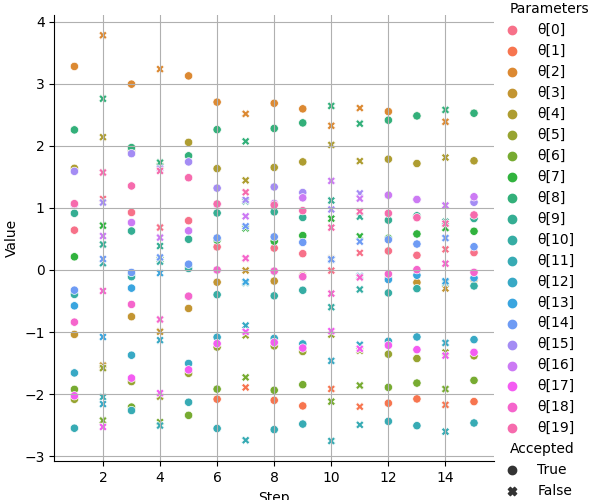 Parameters
θ[0]
θ[1]
θ[2]
θ[3]
θ[4]
θ[5]
θ[6]
θ[7]
θ[8]
θ[9]
θ[10]
θ[11]
θ[12]
θ[13]
θ[14]
θ[15]
θ[16]
θ[17]
θ[18]
θ[19]
Accepted
True
False
4
3
2
1
0
−1
−2
−3
Value
2
4
6
8
10
12
14
Step